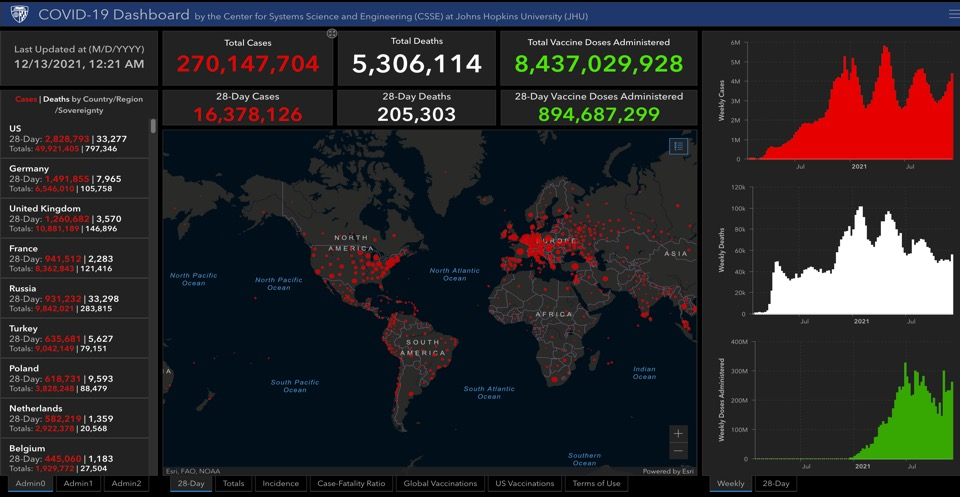 COVID-19 Dashboard by the Center for Systems Science and Engineering (CSSE) at Johns Hopkins University (JHU)
Last Updated at (M/D/YYYY)
12/13/2021, 12:21 AM
Total Cases
270,147,704
Total Deaths
5,306,114
Total Vaccine Doses Administered
8,437,029,928
28-Day Cases
16,378,126
28-Day Deaths
205,303
28-Day Vaccine Doses Administered
894,687,299
Cases | Deaths by Country/Region
/Sovereignty
US
28-Day: 2,828,793 | 33,277
Totals: 49,921,405 | 797,346
Germany
28-Day: 1,491,855 | 7,965
Totals: 6,546,010 | 105,758
United Kingdom
28-Day: 1,260,682 | 3,570
Totals: 10,881,189 | 146,896
France
28-Day: 941,512 | 2,283
Totals: 8,362,843 | 121,416
Russia
28-Day: 931,232 | 33,298
Totals: 9,842,021 | 283,815
Turkey
28-Day: 635,681 | 5,627
Totals: 9,042,149 | 79,151
Poland
28-Day: 618,731 | 9,593
Totals: 3,828,248 | 88,479
Netherlands
28-Day: 582,219 | 1,359
Totals: 2,922,378 | 20,568
Belgium
28-Day: 445,060 | 1,183
Totals: 1,929,772 | 27,504
Admin0 Admin1 Admin2
NORTH
AMERICA
EUROPE
ASIA
North Pacific
Ocean
North Pacific
Ocean
North Atlantic
Ocean
AFRICA
SOUTH
AMERICA
IA
South Pacific
Ocean
South Atlantic
Ocean
Indian
Ocean
Southern
Ocean
+
−
Esri, FAO, NOAA
Powered by Esri
28-Day Totals Incidence Case-Fatality Ratio Global Vaccinations US Vaccinations Terms of Use
Weekly Cases
6M
5M
4M
3M
2M
1M
0
Jul 2021 Jul
Weekly Deaths
120k
100k
80k
60k
40k
20k
0
Jul 2021 Jul
Weekly Doses Administered
400M
300M
200M
100M
0
Jul 2021 Jul
Weekly 28-Day